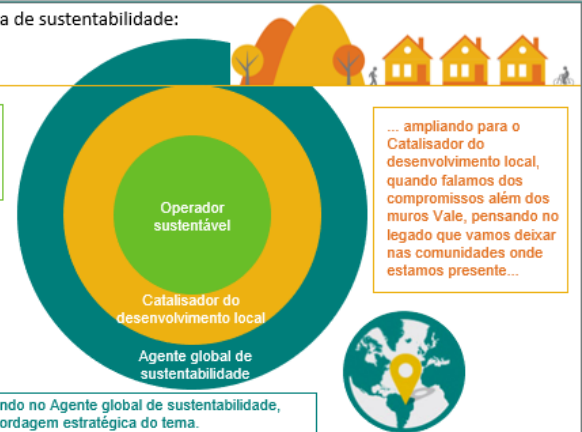 a de sustentabilidade:
... ampliando para o
Catalisador do
desenvolvimento local,
quando falamos dos
compromissos além dos
muros Vale, pensando no
legado que vamos deixar
nas comunidades onde
estamos presente...
Operador
sustentável
Catalisador do
desenvolvimento local
Agente global de
sustentabilidade
ndo no Agente global de sustentabilidade,
ordagem estratégica do tema.